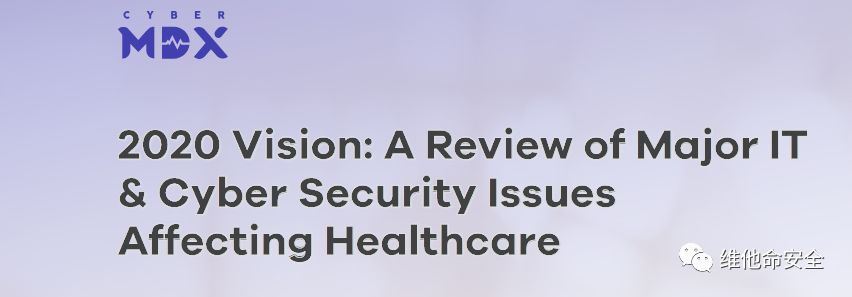 CYBER
MDX
2020 Vision: A Review of Major IT
& Cyber Security Issues
Affecting Healthcare
维他命安全